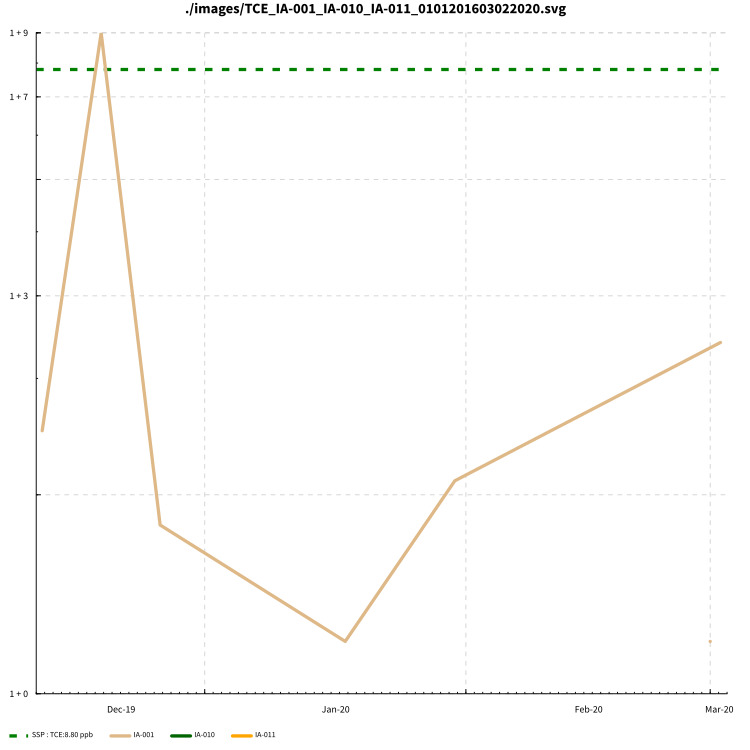 ./images/TCE_IA-001_IA-010_IA-011_0101201603022020.svg
1+9
1+7
1+3
1+0
Dec-19 Jan-20 Feb-20 Mar-20
SSP : TCE:8.80 ppb IA-001 IA-010 IA-011